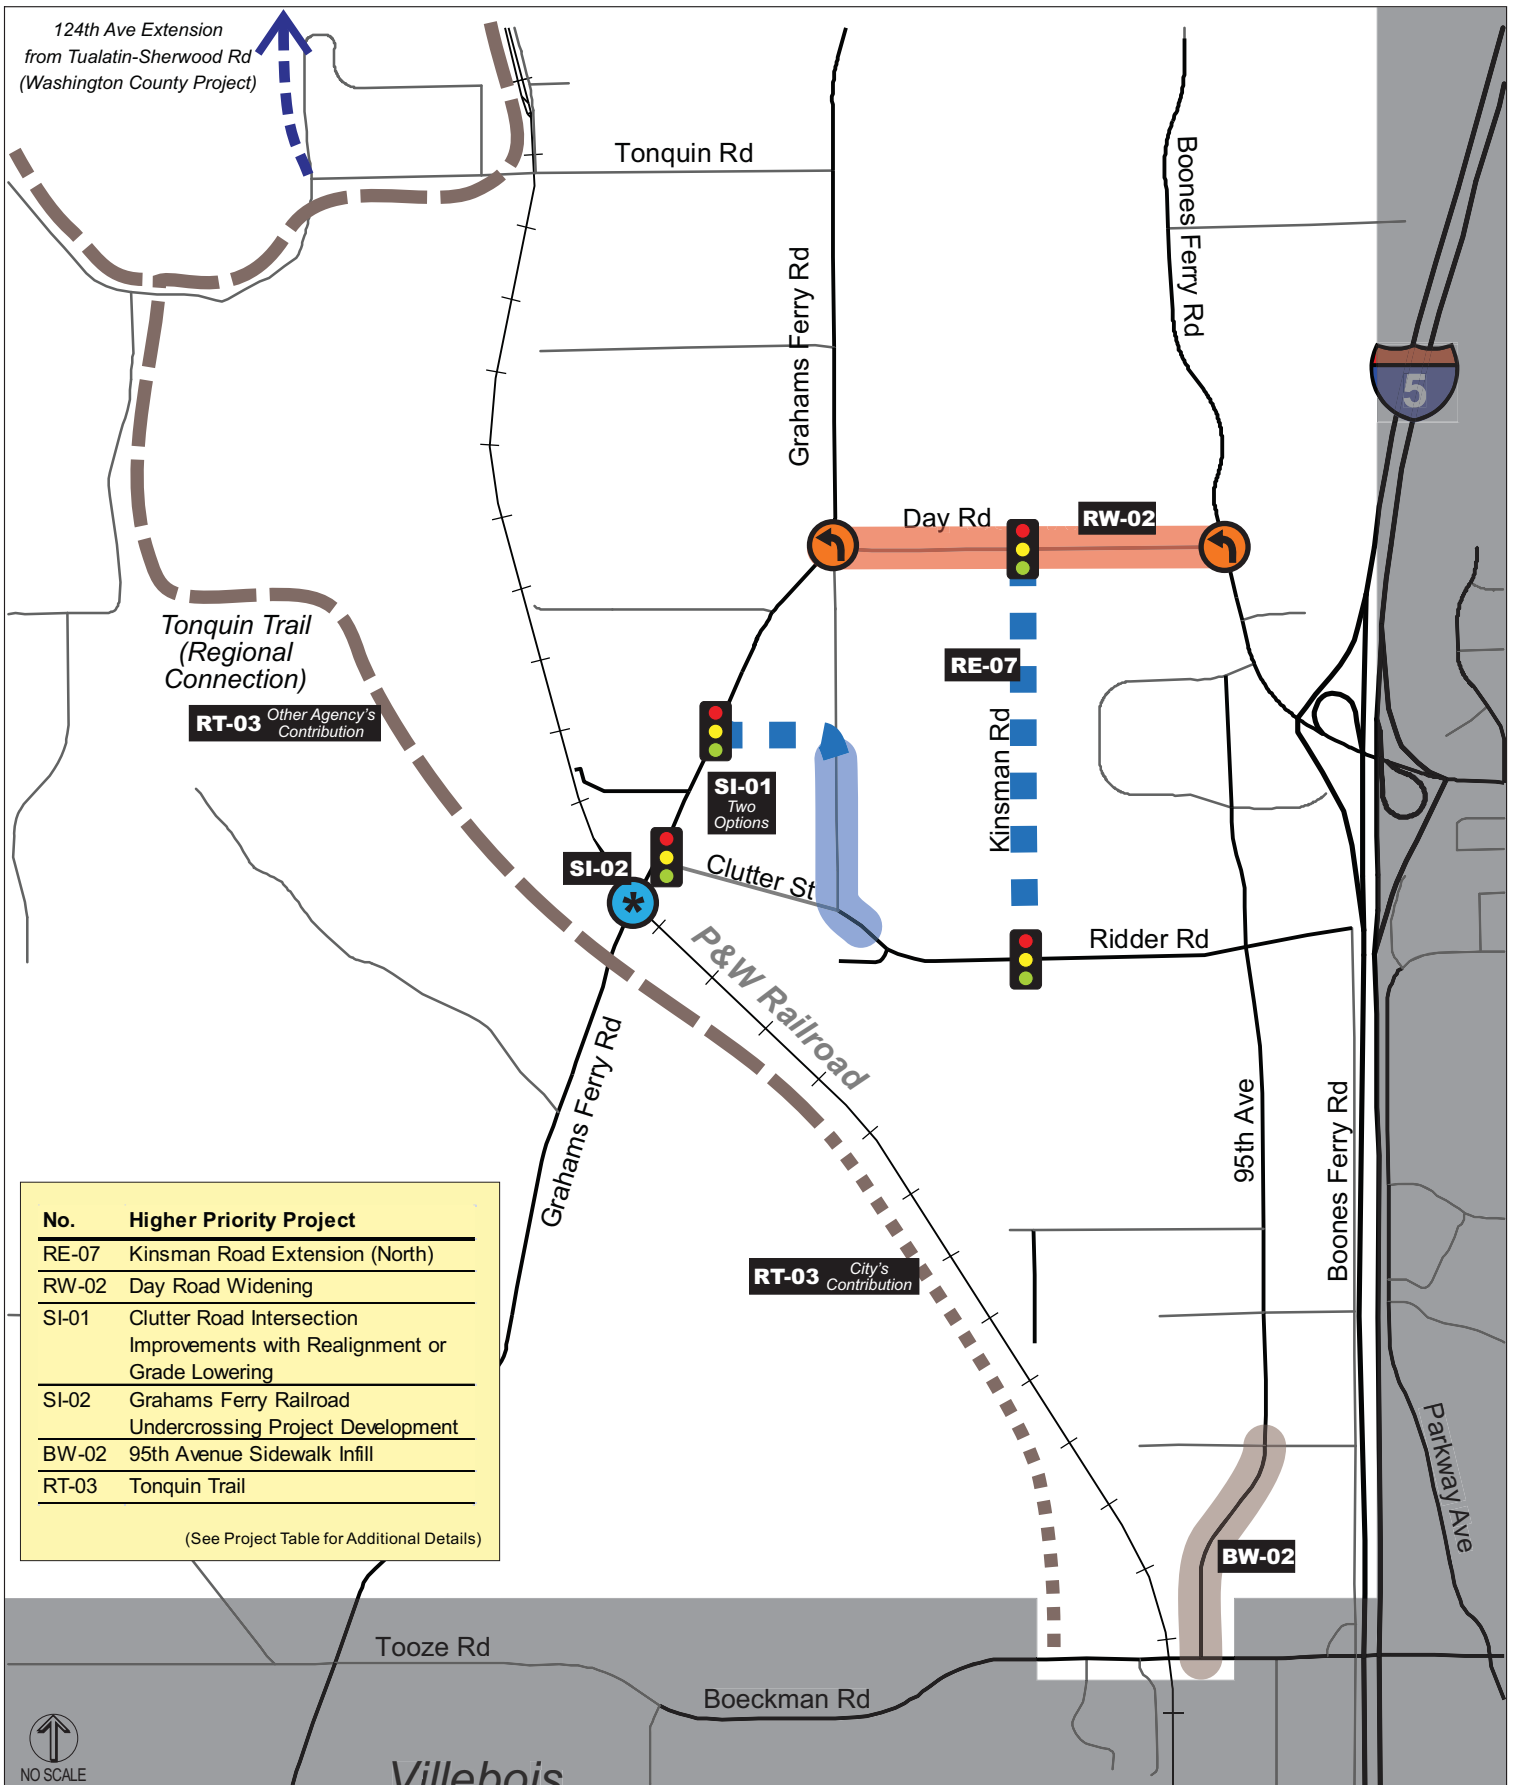 124th Ave Extension
from Tualatin-Sherwood Rd
(Washington County Project)
Tonquin Rd
Boones Ferry Rd
Grahams Ferry Rd
5
Day Rd
RW-02
Tonquin Trail
(Regional
Connection)
RT-03 Other Agency's
Contribution
RE-07
Kinsman Rd
SI-01
Two
Options
SI-02
*
Clutter St
Ridder Rd
P&W Railroad
Grahams Ferry Rd
95th Ave
Boones Ferry Rd
RT-03 City's
Contribution
No. Higher Priority Project
RE-07 Kinsman Road Extension (North)
RW-02 Day Road Widening
SI-01 Clutter Road Intersection
Improvements with Realignment or
Grade Lowering
SI-02 Grahams Ferry Railroad
Undercrossing Project Development
BW-02 95th Avenue Sidewalk Infill
RT-03 Tonquin Trail
(See Project Table for Additional Details)
Parkway Ave
BW-02
Tooze Rd
Boeckman Rd
Villebois
NO SCALE